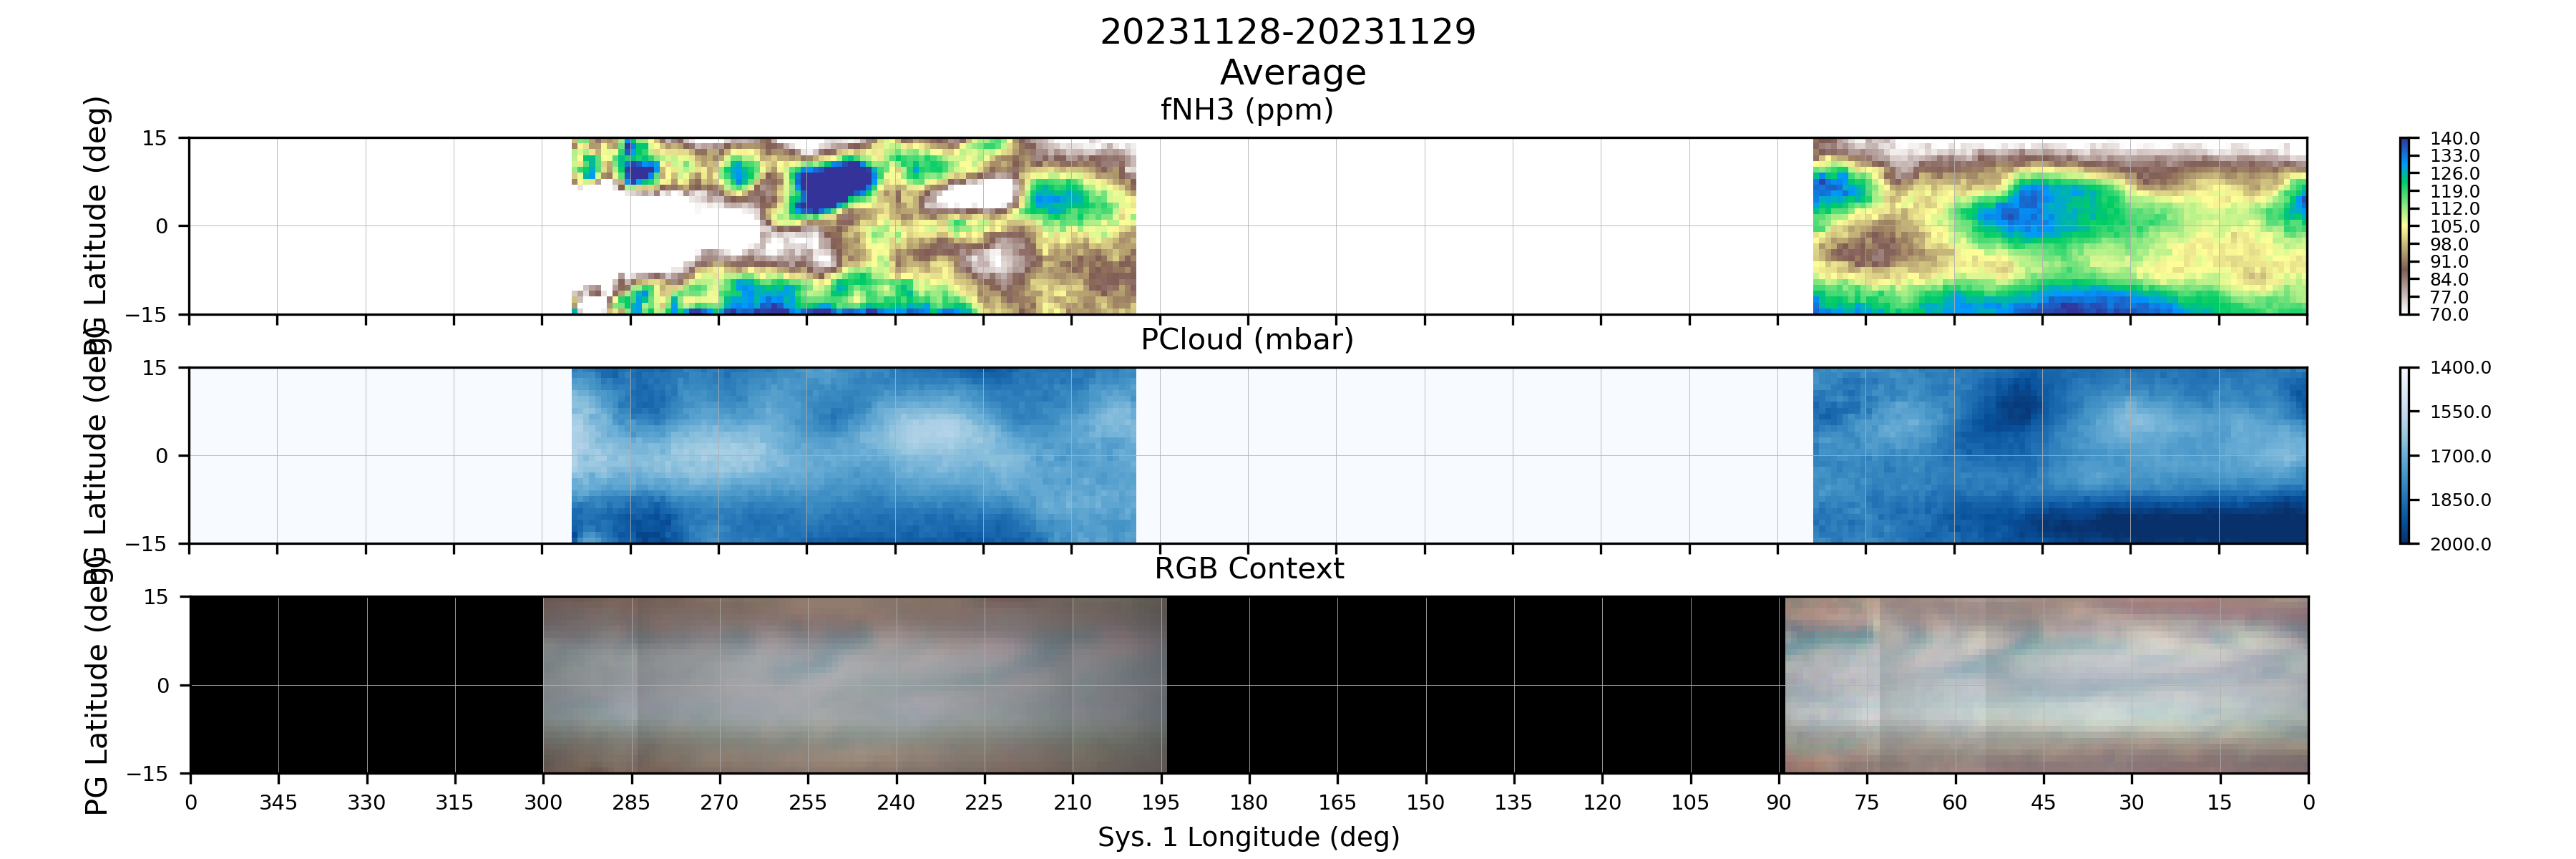 20231128-20231129
Average
fNH3 (ppm)
PG Latitude (deg)
15
0
−15
140.0
133.0
126.0
119.0
112.0
105.0
98.0
91.0
84.0
77.0
70.0
PCloud (mbar)
PG Latitude (deg)
15
0
−15
1400.0
1550.0
1700.0
1850.0
2000.0
RGB Context
PG Latitude (deg)
15
0
−15
0 345 330 315 300 285 270 255 240 225 210 195 180 165 150 135 120 105 90 75 60 45 30 15 0
Sys. 1 Longitude (deg)